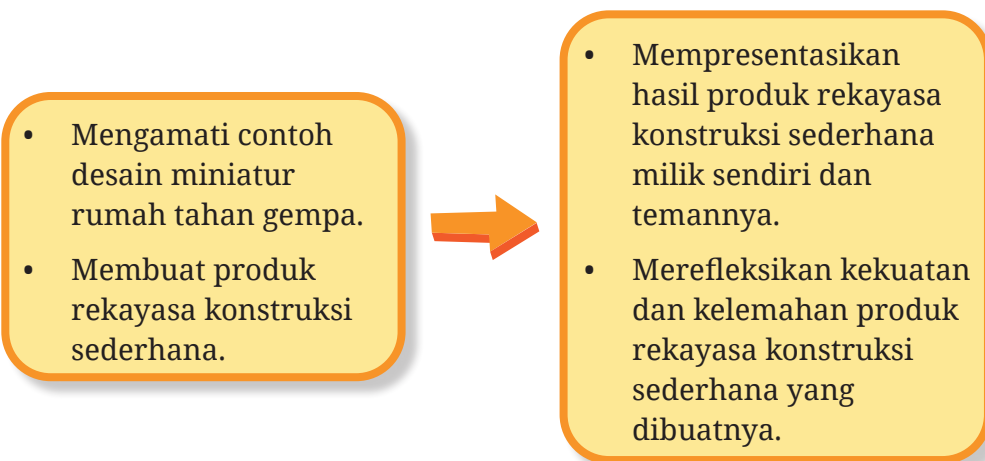 • Mengamati contoh
desain miniatur
rumah tahan gempa.
• Membuat produk
rekayasa konstruksi
sederhana.
• Mempresentasikan
hasil produk rekayasa
konstruksi sederhana
milik sendiri dan
temannya.
• Merefleksikan kekuatan
dan kelemahan produk
rekayasa konstruksi
sederhana yang
dibuatnya.